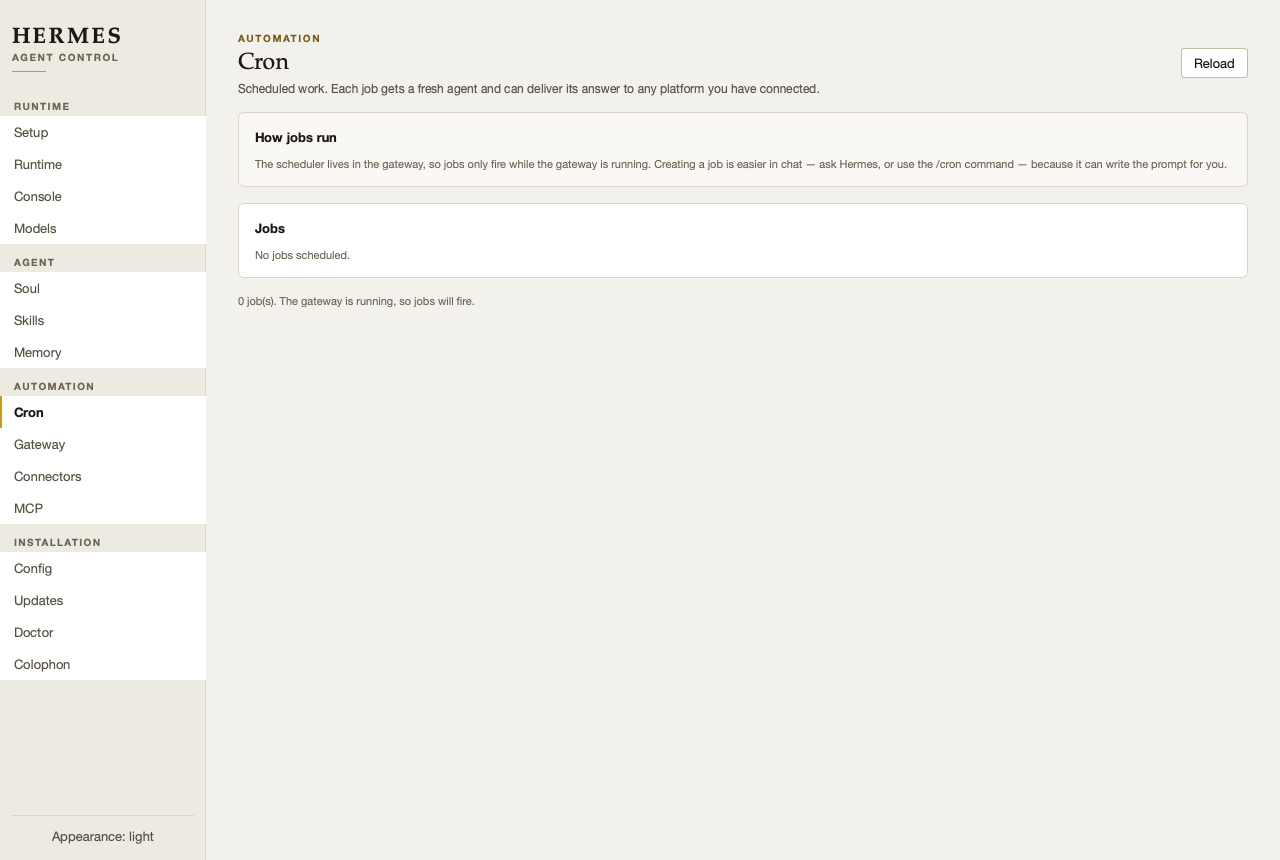 HERMES
AGENT CONTROL
RUNTIME
Setup
Runtime
Console
Models
AGENT
Soul
Skills
Memory
AUTOMATION
Cron
Gateway
Connectors
MCP
INSTALLATION
Config
Updates
Doctor
Colophon
Appearance: light
AUTOMATION
Cron
Reload
Scheduled work. Each job gets a fresh agent and can deliver its answer to any platform you have connected.
How jobs run
The scheduler lives in the gateway, so jobs only fire while the gateway is running. Creating a job is easier in chat — ask Hermes, or use the /cron command — because it can write the prompt for you.
Jobs
No jobs scheduled.
0 job(s). The gateway is running, so jobs will fire.